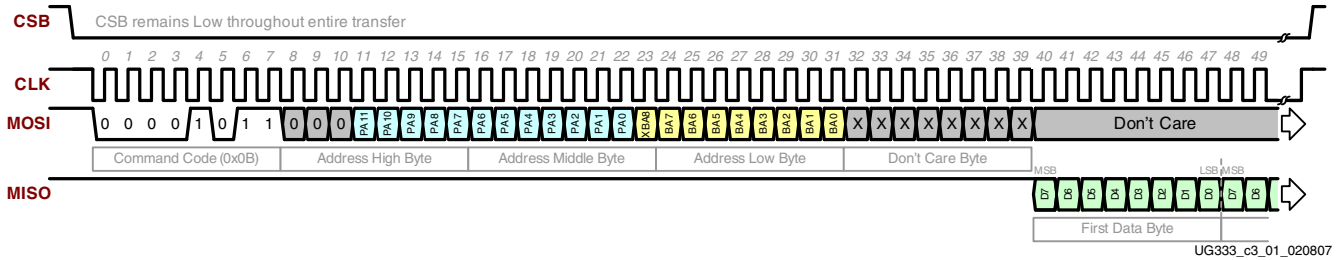 CSB CSB remains Low throughout entire transfer
0 1 2 3 4 5 6 7 8 9 10 11 12 13 14 15 16 17 18 19 20 21 22 23 24 25 26 27 28 29 30 31 32 33 34 35 36 37 38 39 40 41 42 43 44 45 46 47 48 49
CLK
MOSI 0 0 0 0 1 0 1 1 0 0 0 PA11 PA10 PA9 PA8 PA7 PA6 PA5 PA4 PA3 PA2 PA1 PA0 XBA8 BA7 BA6 BA5 BA4 BA3 BA2 BA1 BA0 X X X X X X X X Don't Care
Command Code (0x0B) Address High Byte Address Middle Byte Address Low Byte Don't Care Byte
MSB LSB MSB
MISO D7 D6 D5 D4 D3 D2 D1 D0 D7 D6
First Data Byte
UG333_c3_01_020807